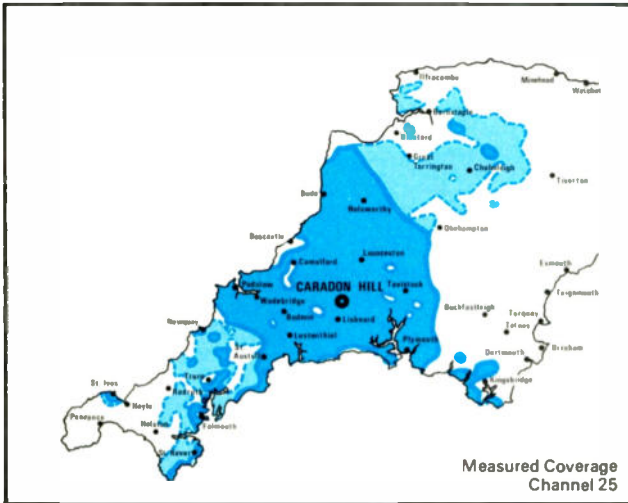 Ilfracombe
Minehead
Watchet
Barnstaple
Bideford
Great
Torrington
Chulmleigh
Tiverton
Bude
Holsworthy
Okehampton
Boscastle
Launceston
Camelford
Exmouth
Padstow
CARADON HILL
Tavistock
Teignmouth
Wadebridge
Buckfastleigh
Bodmin
Liskeard
Torquay
Newquay
Totnes
Lostwithiel
Plymouth
Brixham
St
Austell
Dartmouth
Truro
Kingsbridge
St Ives
Redruth
Hayle
Penzance
Helston
Falmouth
St Keverne
Measured Coverage
Channel 25